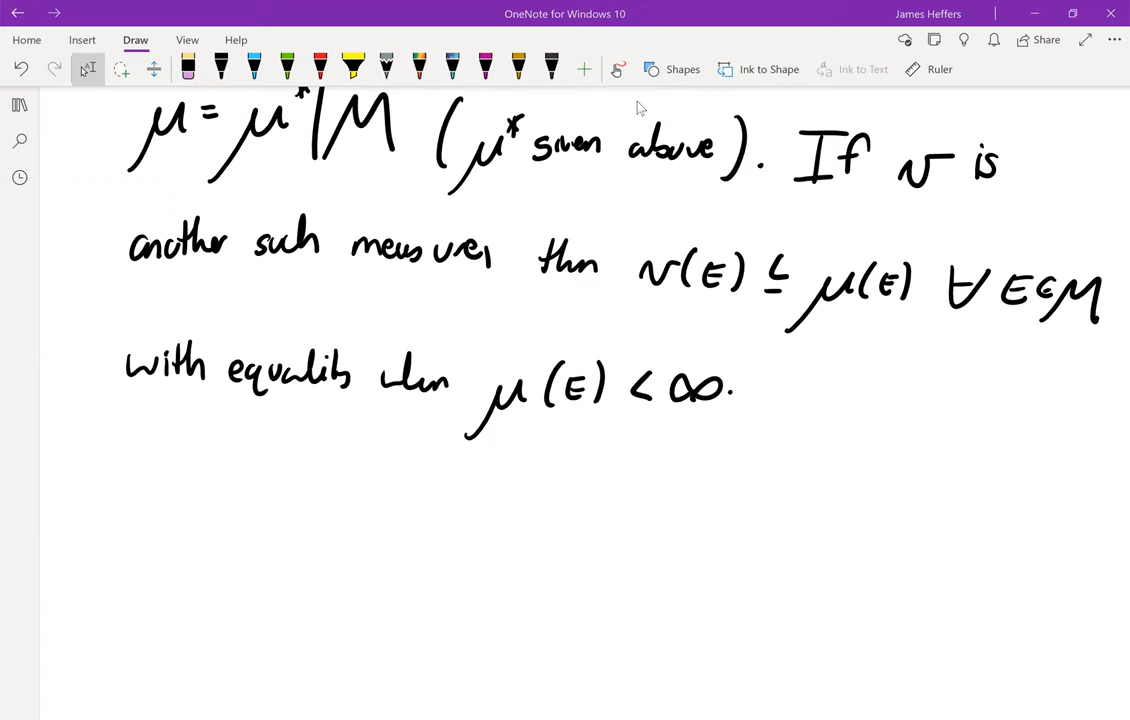 OneNote for Windows 10
James Heffers
Home Insert Draw View Help
Share
Shapes Ink to Shape Ink to Text Ruler
μ = μ*|M (μ* given above). If ν is
another such measure, then ν(E) ≤ μ(E) ∀ E ∈ M
with equality when μ(E) < ∞.